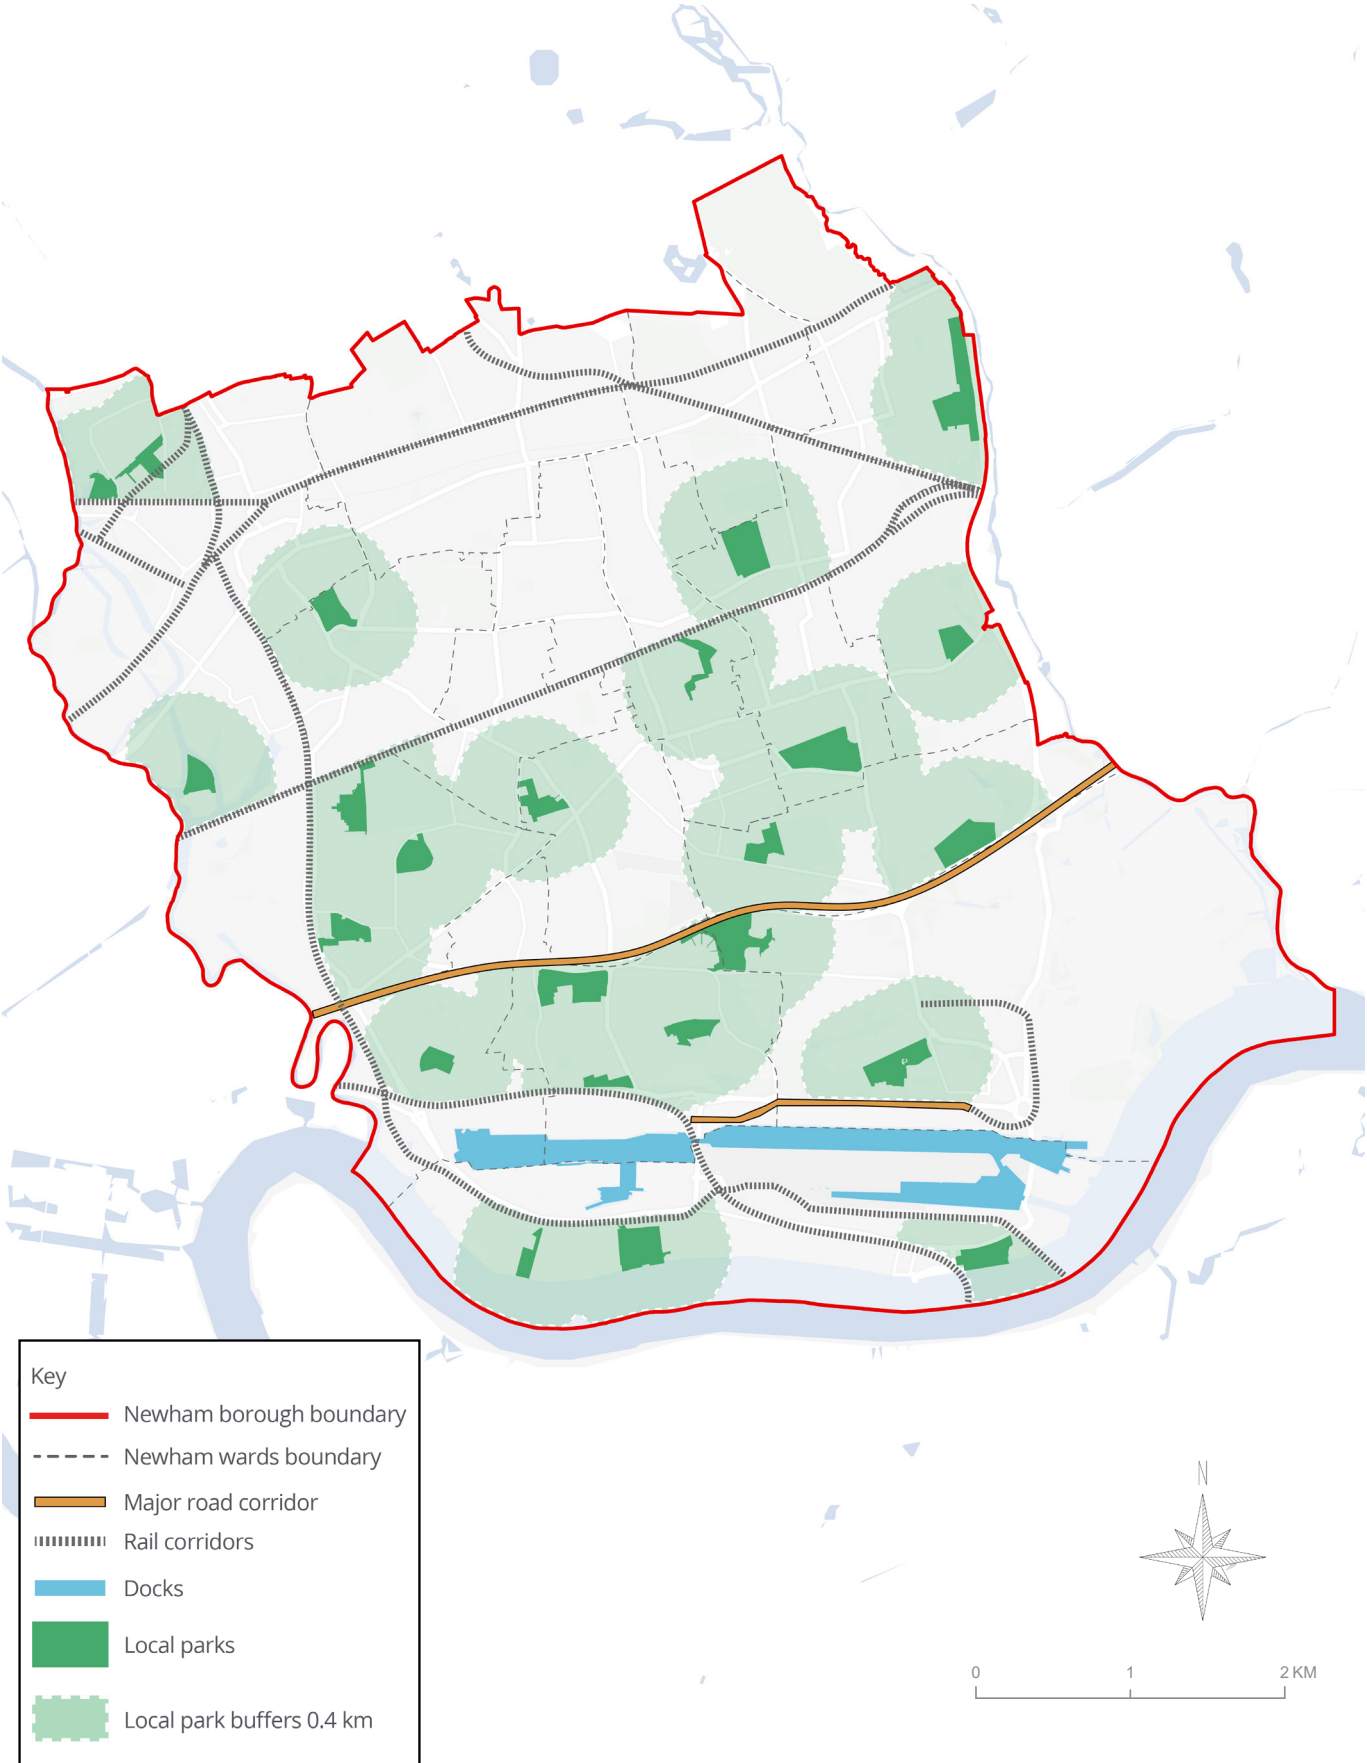 Key
Newham borough boundary
Newham wards boundary
Major road corridor
Rail corridors
Docks
Local parks
Local park buffers 0.4 km
N
0 1 2 KM